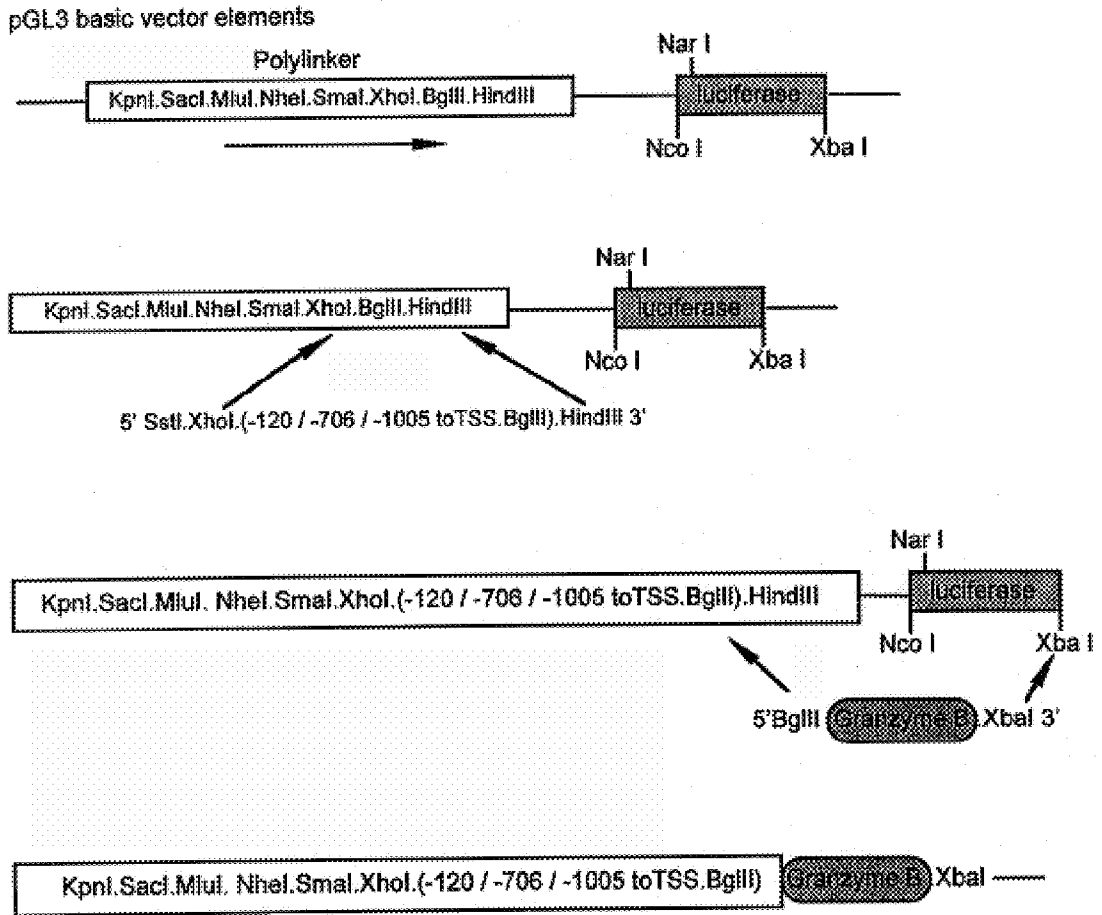 pGL3 basic vector elements
Polylinker
Nar I
KpnI.SacI.MluI.NheI.SmaI.XhoI.BglII.HindIII
luciferase
Nco I
Xba I
Nar I
KpnI.SacI.MluI.NheI.SmaI.XhoI.BglII.HindIII
luciferase
Nco I
Xba I
5' SstI.XhoI.(-120 / -706 / -1005 toTSS.BglII).HindIII 3'
Nar I
KpnI.SacI.MluI. NheI.SmaI.XhoI.(-120 / -706 / -1005 toTSS.BglII).HindIII
luciferase
Nco I
Xba I
5'BglII Granzyme B.XbaI 3'
KpnI.SacI.MluI. NheI.SmaI.XhoI.(-120 / -706 / -1005 toTSS.BglII) Granzyme B.XbaI